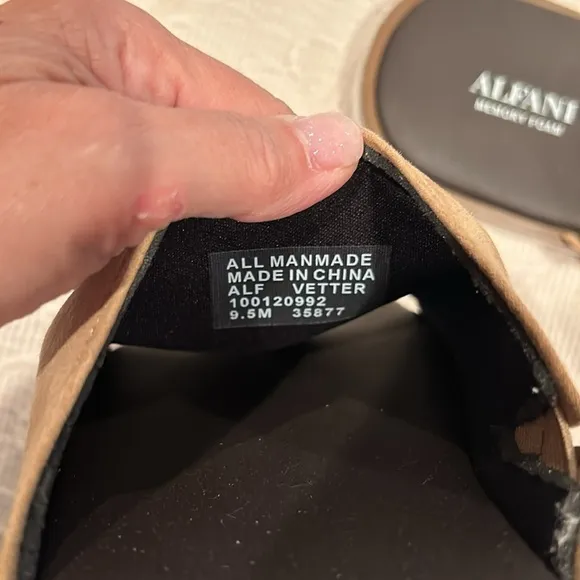 ALFANI
MEMORY FOAM
ALL MANMADE
MADE IN CHINA
ALF VETTER
100120992
9.5M 35877